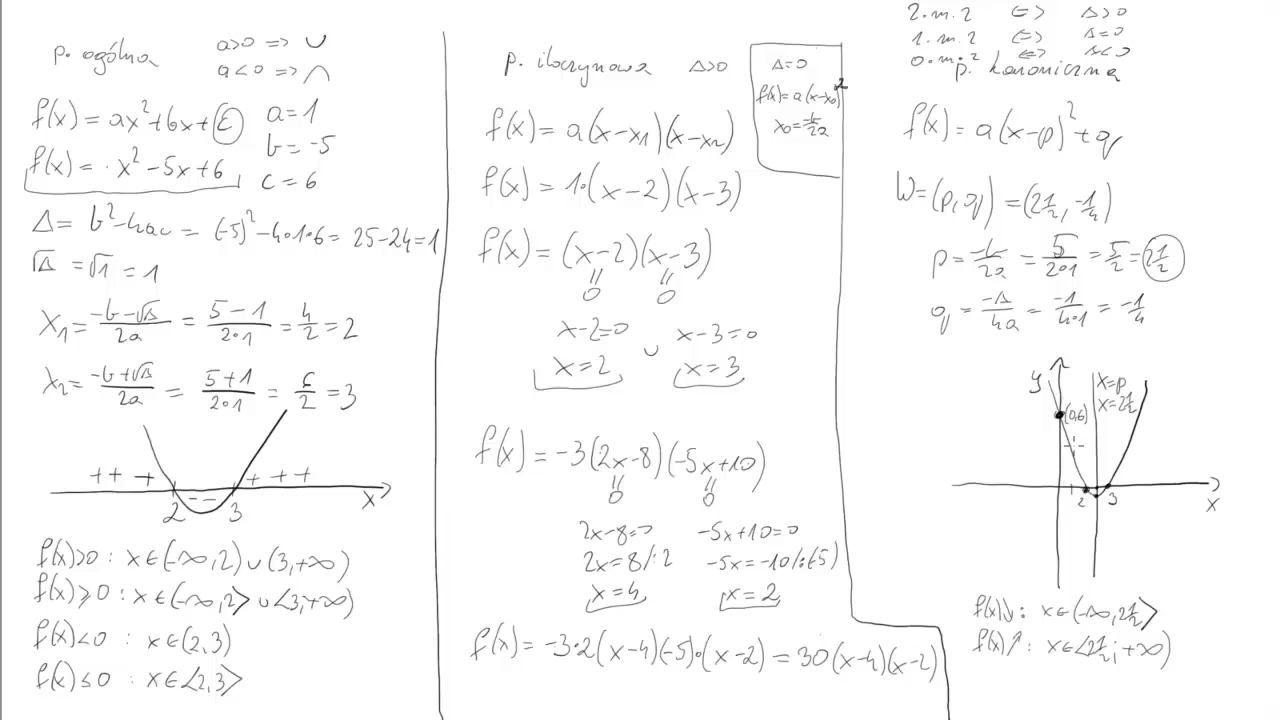 p. ogólna
a>0 => ∪
a<0 => ∩
f(x) = ax²+bx+c
a=1
b=-5
c=6
f(x) = x²-5x+6
Δ = b²-4ac = (-5)²-4·1·6 = 25-24=1
√Δ = √1 = 1
x₁ = (-b-√Δ)/2a = (5-1)/(2·1) = 4/2 = 2
x₂ = (-b+√Δ)/2a = (5+1)/(2·1) = 6/2 = 3
++ + + + +
-- 
2 3 x
f(x)>0 : x∈(-∞,2)∪(3,+∞)
f(x)⩾0 : x∈(-∞,2>∪<3,+∞)
f(x)<0 : x∈(2,3)
f(x)≤0 : x∈<2,3>
p. iloczynowa Δ>0
Δ=0
f(x)=a(x-x₀)²
x₀=-b/2a
f(x) = a(x-x₁)(x-x₂)
f(x) = 1·(x-2)(x-3)
f(x) = (x-2)(x-3)
= =
0 0
x-2=0 ∪ x-3=0
x=2 x=3
f(x) = -3(2x-8)(-5x+10)
= =
0 0
2x-8=0 -5x+10=0
2x=8/:2 -5x=-10/:(-5)
x=4 x=2
f(x) = -3·2(x-4)(-5)·(x-2) = 30(x-4)(x-2)
2.m.z <=> Δ>0
1.m.z <=> Δ=0
0.m.z <=> Δ<0
p. kanoniczna
f(x) = a(x-p)²+q
W=(p,q) = (2½, -¼)
p = -b/2a = 5/(2·1) = 5/2 = 2½
q = -Δ/4a = -1/(4·1) = -¼
y
x=p
x=2½
(0,6)
1 2 3 x
f(x)↓ : x∈(-∞,2½>
f(x)↗ : x∈<2½;+∞)